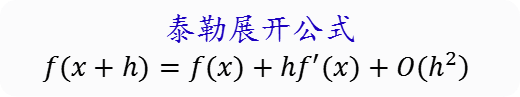 泰勒展开公式
f(x + h) = f(x) + hf′(x) + O(h²)